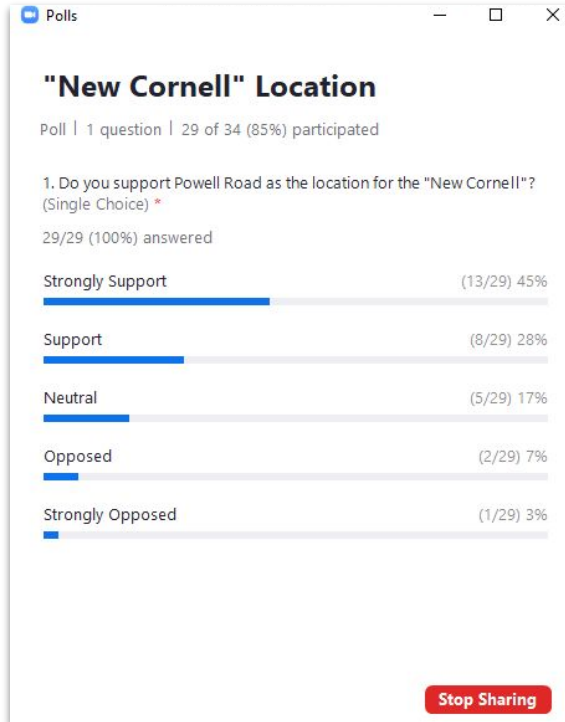 Polls
"New Cornell" Location
Poll | 1 question | 29 of 34 (85%) participated
1. Do you support Powell Road as the location for the "New Cornell"?
(Single Choice) *
29/29 (100%) answered
Strongly Support (13/29) 45%
Support (8/29) 28%
Neutral (5/29) 17%
Opposed (2/29) 7%
Strongly Opposed (1/29) 3%
Stop Sharing